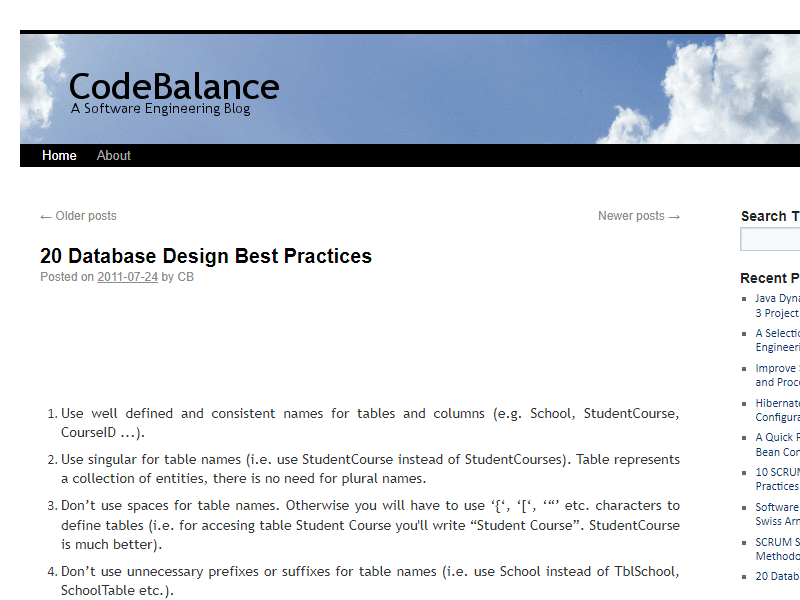 CodeBalance
A Software Engineering Blog
Home About
← Older posts Newer posts →
20 Database Design Best Practices
Posted on 2011-07-24 by CB
1. Use well defined and consistent names for tables and columns (e.g. School, StudentCourse,
CourseID ...).
2. Use singular for table names (i.e. use StudentCourse instead of StudentCourses). Table represents
a collection of entities, there is no need for plural names.
3. Don’t use spaces for table names. Otherwise you will have to use ‘{‘, ‘[‘, ‘“’ etc. characters to
define tables (i.e. for accesing table Student Course you'll write “Student Course”. StudentCourse
is much better).
4. Don’t use unnecessary prefixes or suffixes for table names (i.e. use School instead of TblSchool,
SchoolTable etc.).
Search T
Recent P
Java Dyna
3 Project
A Selectio
Engineeri
Improve
and Proc
Hibernate
Configura
A Quick
Bean Con
10 SCRUM
Practices
Software
Swiss Arm
SCRUM S
Methodo
20 Datab